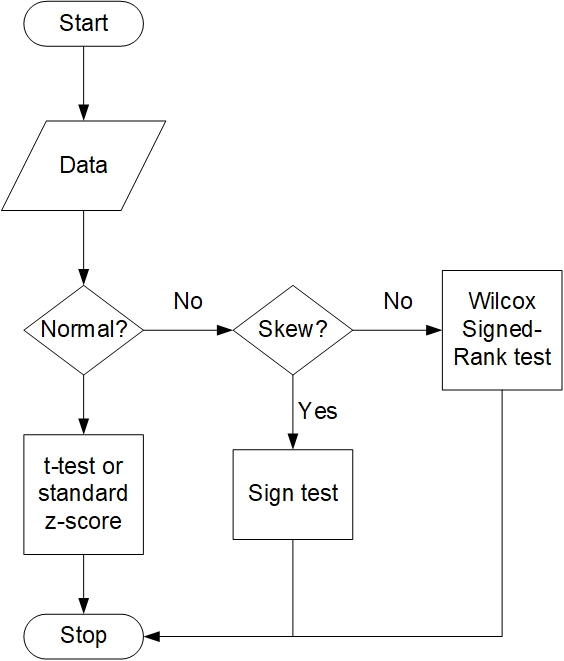 Start
Data
Normal?
No
Skew?
No
Wilcox
Signed-
Rank test
Yes
t-test or
standard
z-score
Sign test
Stop